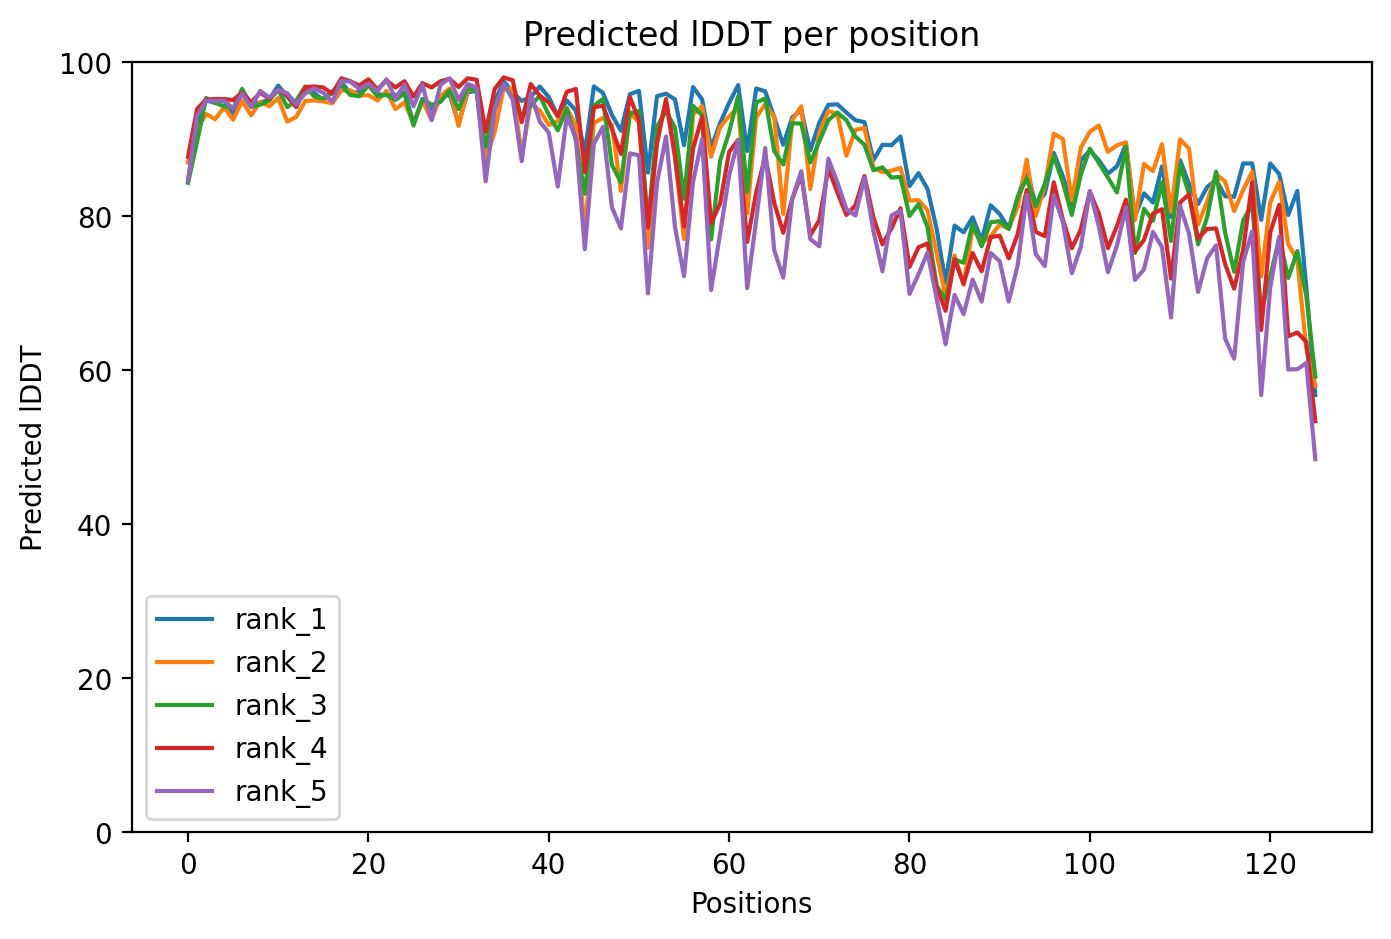 Predicted lDDT per position
100
80
60
40
20
0
Predicted lDDT
rank_1
rank_2
rank_3
rank_4
rank_5
0 20 40 60 80 100 120
Positions